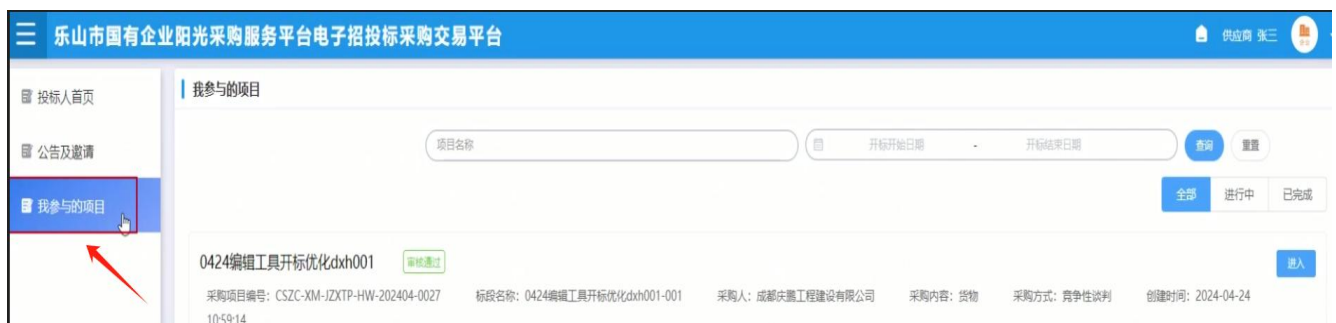 乐山市国有企业阳光采购服务平台电子招投标采购交易平台
供应商 张三
投标人首页
公告及邀请
我参与的项目
我参与的项目
项目名称
开标开始日期 - 开标结束日期
查询
重置
全部 进行中 已完成
0424编辑工具开标优化dxh001 审核通过
进入
采购项目编号：CSZC-XM-JZXTP-HW-202404-0027 标段名称：0424编辑工具开标优化dxh001-001 采购人：成都庆鹏工程建设有限公司 采购内容：货物 采购方式：竞争性谈判 创建时间：2024-04-24
10:59:14